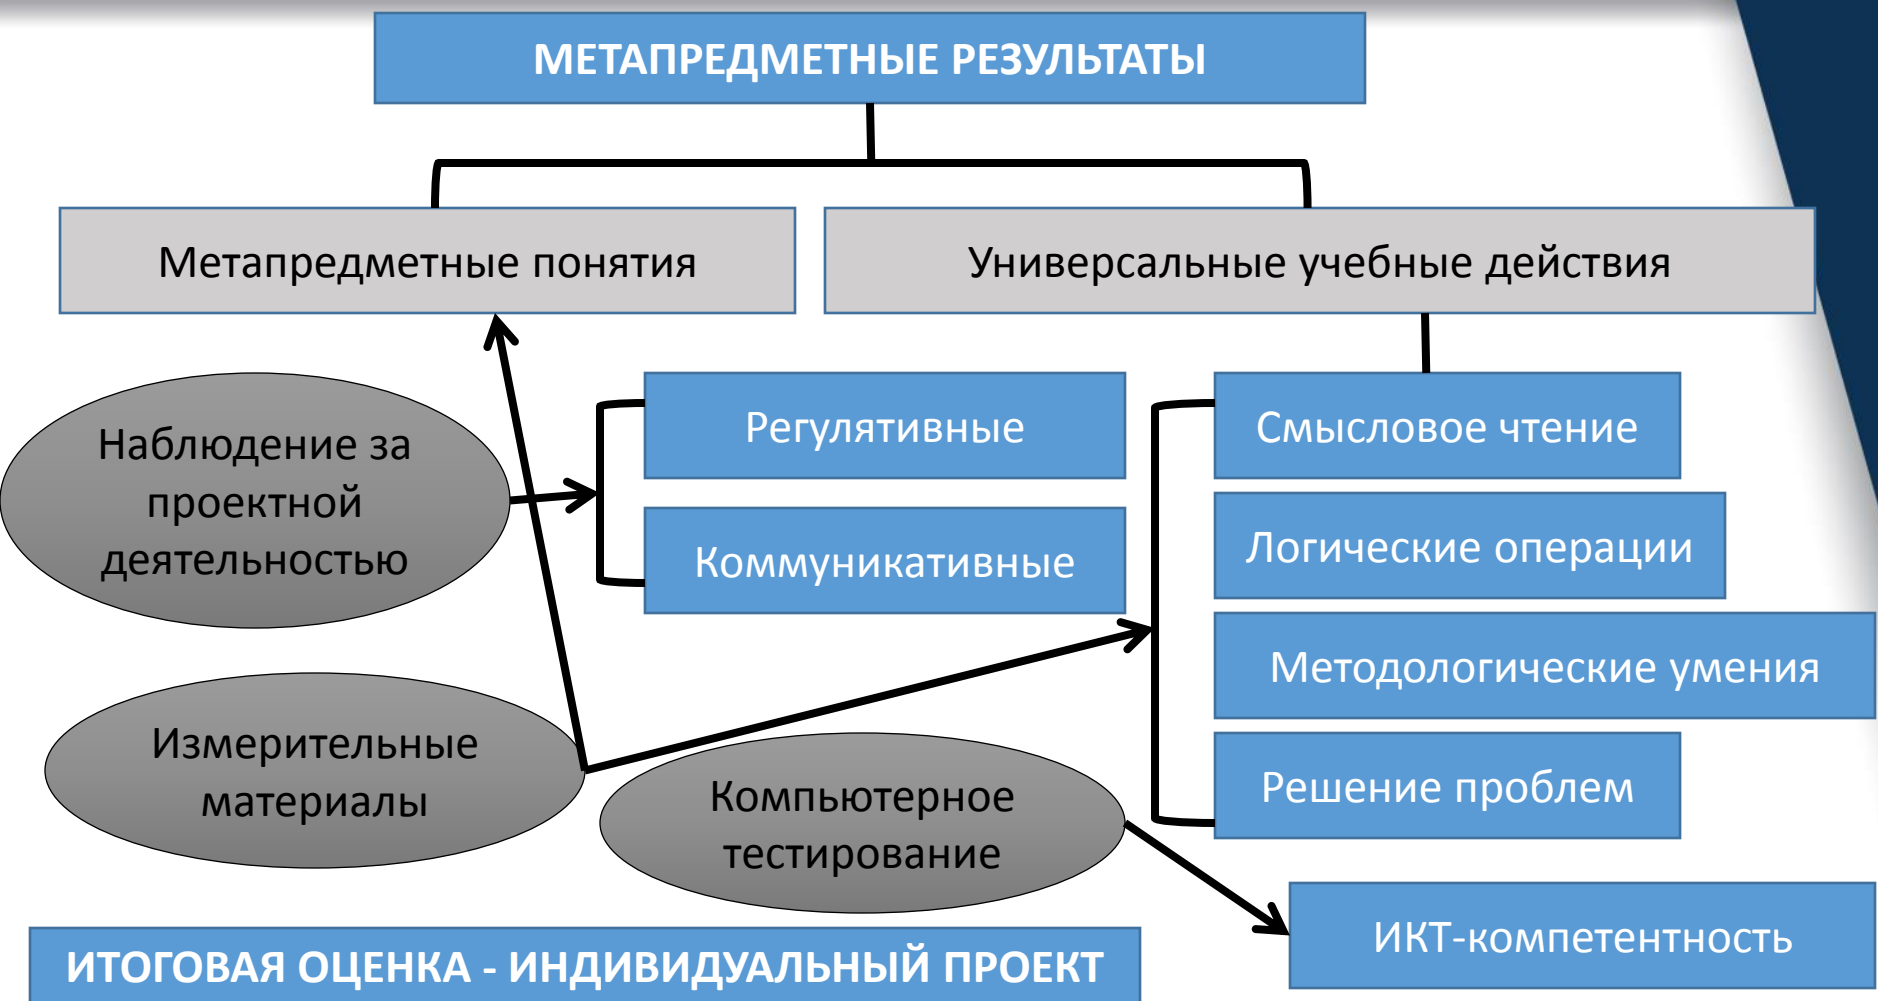 МЕТАПРЕДМЕТНЫЕ РЕЗУЛЬТАТЫ
Метапредметные понятия
Универсальные учебные действия
Наблюдение за
проектной
деятельностью
Регулятивные
Коммуникативные
Смысловое чтение
Логические операции
Методологические умения
Решение проблем
Измерительные
материалы
Компьютерное
тестирование
ИКТ-компетентность
ИТОГОВАЯ ОЦЕНКА - ИНДИВИДУАЛЬНЫЙ ПРОЕКТ